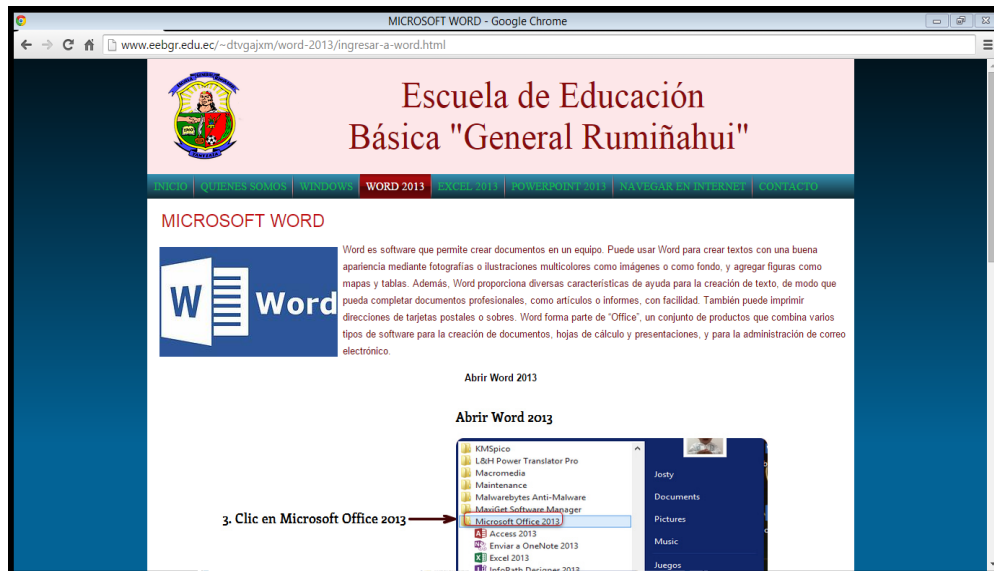 MICROSOFT WORD - Google Chrome
www.eebgr.edu.ec/~dtvgajxm/word-2013/ingresar-a-word.html
Escuela de Educación
Básica "General Rumiñahui"
INICIO QUIENES SOMOS WINDOWS WORD 2013 EXCEL 2013 POWERPOINT 2013 NAVEGAR EN INTERNET CONTACTO
MICROSOFT WORD
W Word
Word es software que permite crear documentos en un equipo. Puede usar Word para crear textos con una buena
apariencia mediante fotografías o ilustraciones multicolores como imágenes o como fondo, y agregar figuras como
mapas y tablas. Además, Word proporciona diversas características de ayuda para la creación de texto, de modo que
pueda completar documentos profesionales, como artículos o informes, con facilidad. También puede imprimir
direcciones de tarjetas postales o sobres. Word forma parte de "Office", un conjunto de productos que combina varios
tipos de software para la creación de documentos, hojas de cálculo y presentaciones, y para la administración de correo
electrónico.
Abrir Word 2013
Abrir Word 2013
KMSpico
L&H Power Translator Pro
Macromedia
Maintenance
Malwarebytes Anti-Malware
MaxiGet Software Manager
Microsoft Office 2013
Access 2013
Enviar a OneNote 2013
Excel 2013
InfoPath Designer 2013
Josty
Documents
Pictures
Music
Juegos
3. Clic en Microsoft Office 2013